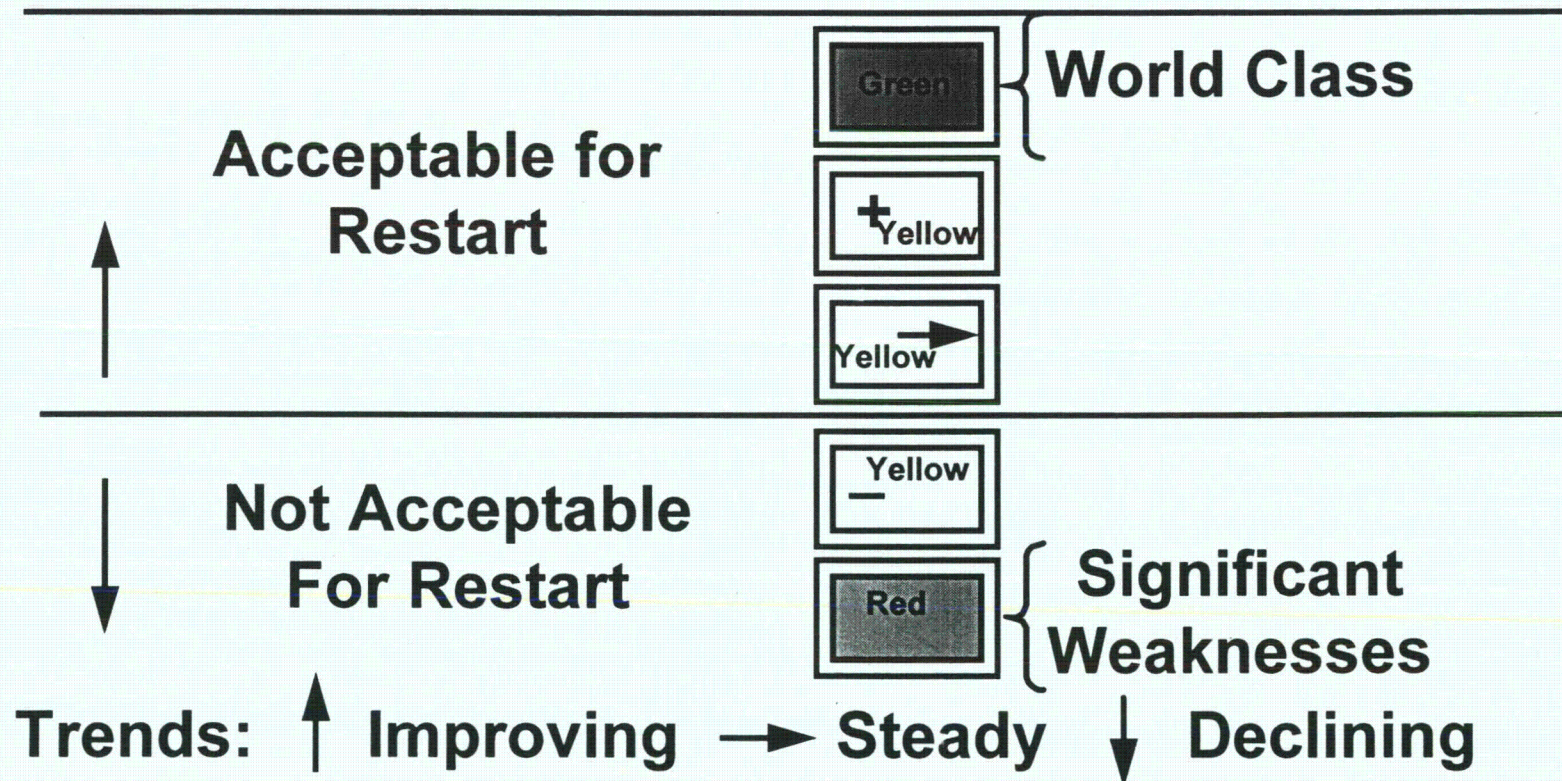 Green
World Class
Acceptable for
Restart
+Yellow
Yellow →
Not Acceptable
For Restart
Yellow
–
Red
Significant
Weaknesses
Trends: ↑ Improving → Steady ↓ Declining